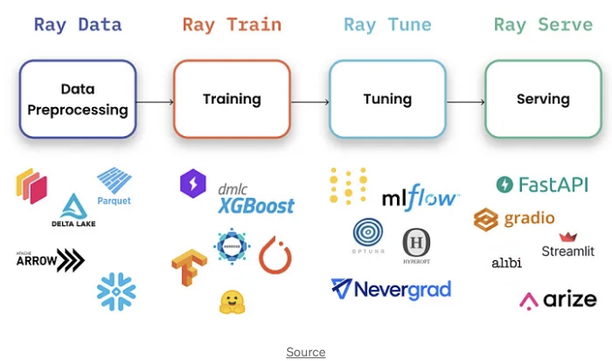 Ray Data
Ray Train
Ray Tune
Ray Serve
Data
Preprocessing
Training
Tuning
Serving
Parquet
DELTA LAKE
APACHE
ARROW
dmlc
XGBoost
mlflow
OPTUNA
H
HYPEROPT
Nevergrad
FastAPI
gradio
Streamlit
alibi
arize
Source